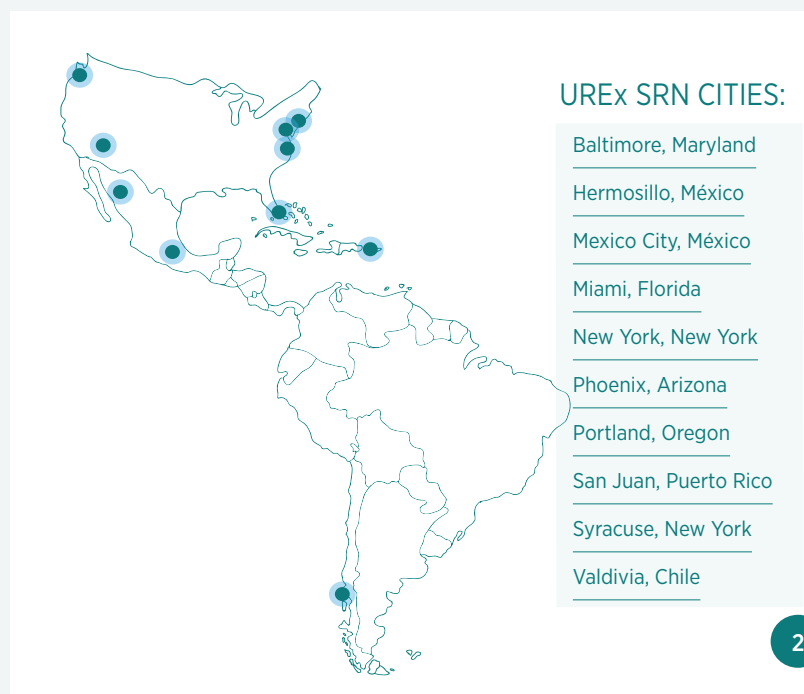 UREx SRN CITIES:
Baltimore, Maryland
Hermosillo, México
Mexico City, México
Miami, Florida
New York, New York
Phoenix, Arizona
Portland, Oregon
San Juan, Puerto Rico
Syracuse, New York
Valdivia, Chile
2